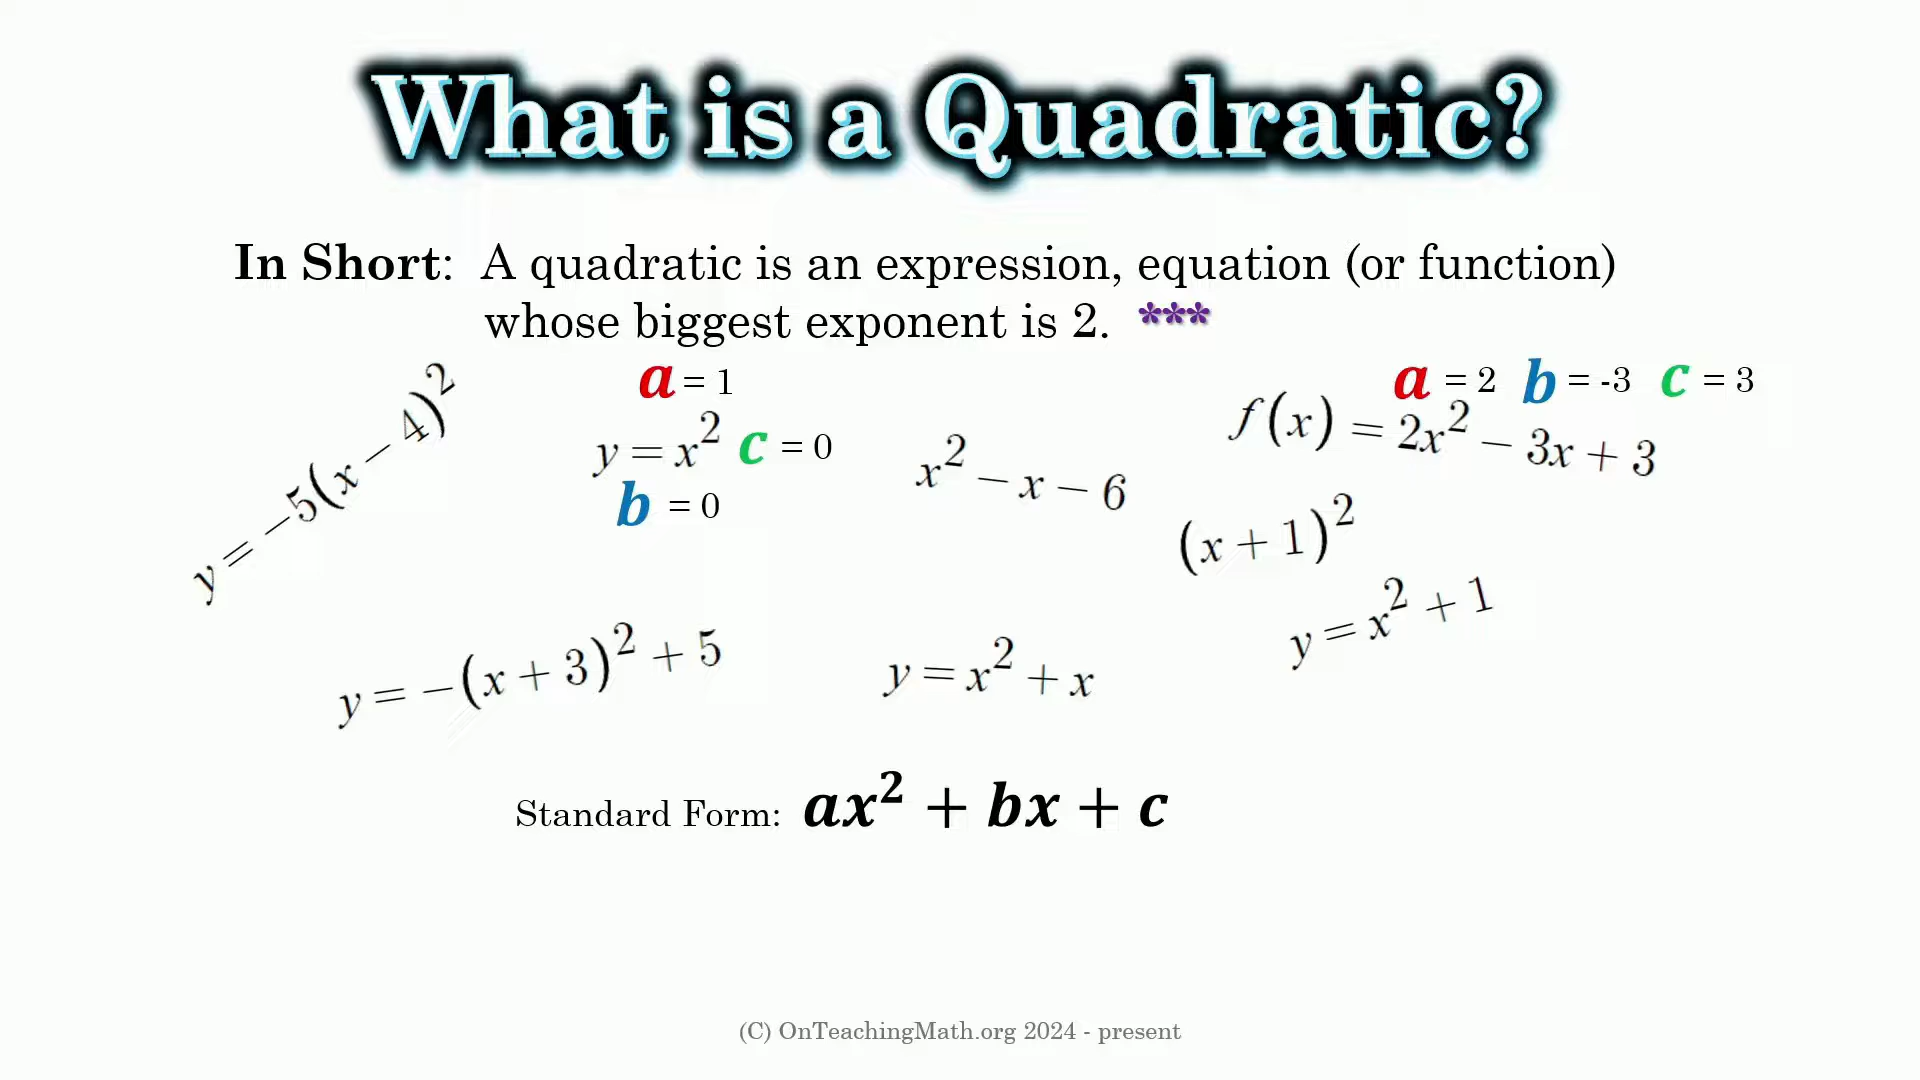 What is a Quadratic?
In Short: A quadratic is an expression, equation (or function)
whose biggest exponent is 2. ***
y = −5(x − 4)²
a = 1
y = x² c = 0
b = 0
x² − x − 6
a = 2 b = -3 c = 3
f(x) = 2x² − 3x + 3
(x + 1)²
y = x² + 1
y = −(x + 3)² + 5
y = x² + x
Standard Form: ax² + bx + c
(C) OnTeachingMath.org 2024 - present